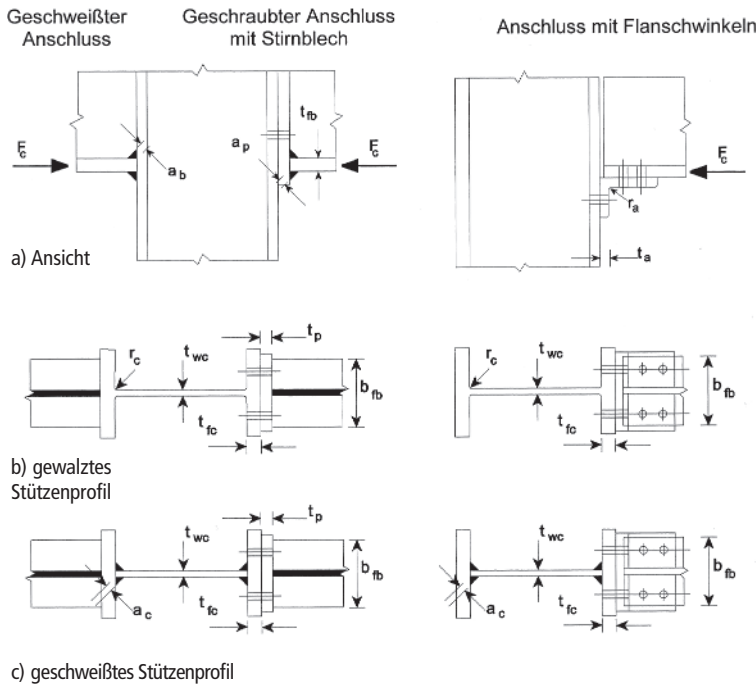 Geschweißter
Anschluss
Geschraubter Anschluss
mit Stirnblech
Anschluss mit Flanschwinkeln
t_fb
F_c
a_b
a_p
F_c
F_c
r_a
t_a
a) Ansicht
r_c
t_wc
t_p
b_fb
t_fc
r_c
t_wc
b_fb
t_fc
b) gewalztes
Stützenprofil
t_p
t_wc
b_fb
a_c
t_fc
t_wc
b_fb
a_c
t_fc
c) geschweißtes Stützenprofil